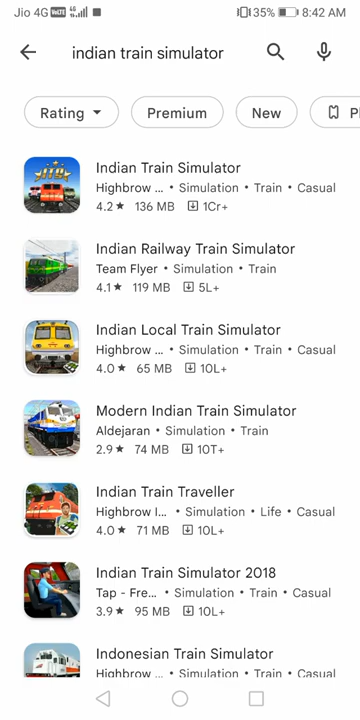 Jio 4G VoLTE 35% 8:42 AM
indian train simulator
Rating Premium New
Indian Train Simulator
Highbrow ... • Simulation • Train • Casual
4.2★ 136 MB 1Cr+
Indian Railway Train Simulator
Team Flyer • Simulation • Train
4.1★ 119 MB 5L+
Indian Local Train Simulator
Highbrow ... • Simulation • Train • Casual
4.0★ 65 MB 10L+
Modern Indian Train Simulator
Aldejaran • Simulation • Train
2.9★ 74 MB 10T+
Indian Train Traveller
Highbrow I... • Simulation • Life • Casual
4.0★ 71 MB 10L+
Indian Train Simulator 2018
Tap - Fre... • Simulation • Train • Casual
3.9★ 95 MB 10L+
Indonesian Train Simulator
Highbrow ... • Simulation • Train • Casual